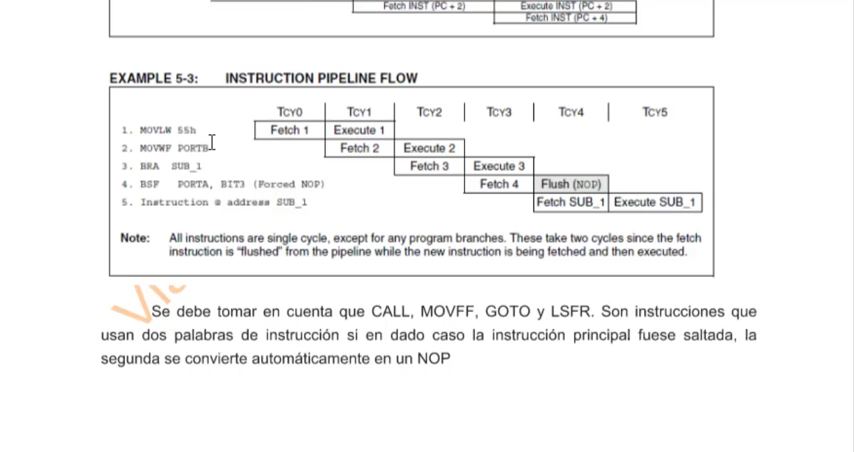 Fetch INST (PC + 2) Execute INST (PC + 2)
Fetch INST (PC + 4)
EXAMPLE 5-3: INSTRUCTION PIPELINE FLOW
TCY0 TCY1 TCY2 TCY3 TCY4 TCY5
1. MOVLW 55h Fetch 1 Execute 1
2. MOVWF PORTB Fetch 2 Execute 2
3. BRA SUB_1 Fetch 3 Execute 3
4. BSF PORTA, BIT3 (Forced NOP) Fetch 4 Flush (NOP)
5. Instruction @ address SUB_1 Fetch SUB_1 Execute SUB_1
Note: All instructions are single cycle, except for any program branches. These take two cycles since the fetch
instruction is “flushed” from the pipeline while the new instruction is being fetched and then executed.
Se debe tomar en cuenta que CALL, MOVFF, GOTO y LSFR. Son instrucciones que
usan dos palabras de instrucción si en dado caso la instrucción principal fuese saltada, la
segunda se convierte automáticamente en un NOP